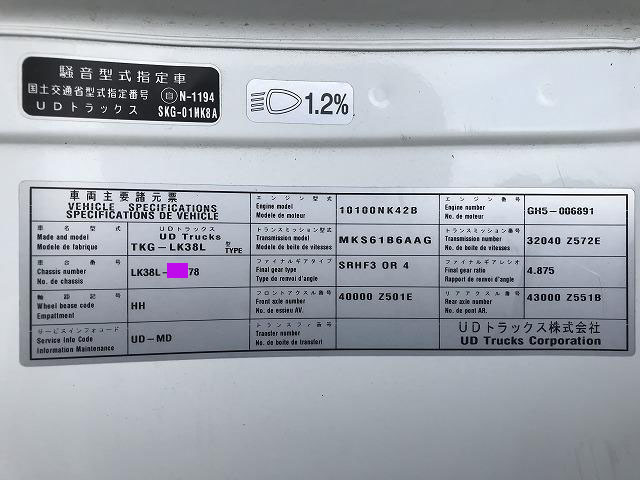 騒音型式指定車
国土交通省型式指定番号 自 N-1194
UDトラックス SKG-01MK8A
1.2%
車両主要諸元票
VEHICLE SPECIFICATIONS
SPECIFICATIONS DE VEHICLE
エンジン型式
Engine model
Modele de moteur
10100NK42B
エンジン番号
Engine number
No. de moteur
GH5-006891
車名型式
Made and model
Modele de fabrique
UDトラックス
UD Trucks
TKG-LK38L 型 TYPE
トランスミッション型式
Transmission model
Modele de boite de vitesses
MKS61B6AAG
トランスミッション番号
Transmission number
No. de boite de vitesses
32040 Z572E
車台番号
Chassis number
No. de chassis
LK38L- 78
ファイナルギアタイプ
Final gear type
Type de renvoi d'angle
SRHF3 OR 4
ファイナルギアレシオ
Final gear ratio
Rapport de renvoi d'angle
4.875
軸距記号
Wheel base code
Empattement
HH
フロントアクスル番号
Front axle number
No. de essieu AV.
40000 Z501E
リアアクスル番号
Rear axle number
No. de pont AR.
43000 Z551B
サービスインフォコード
Service Info Code
Information Maintenance
UD-MD
トランスファ番号
Transfer number
No. de boite de transfert
UDトラックス株式会社
UD Trucks Corporation